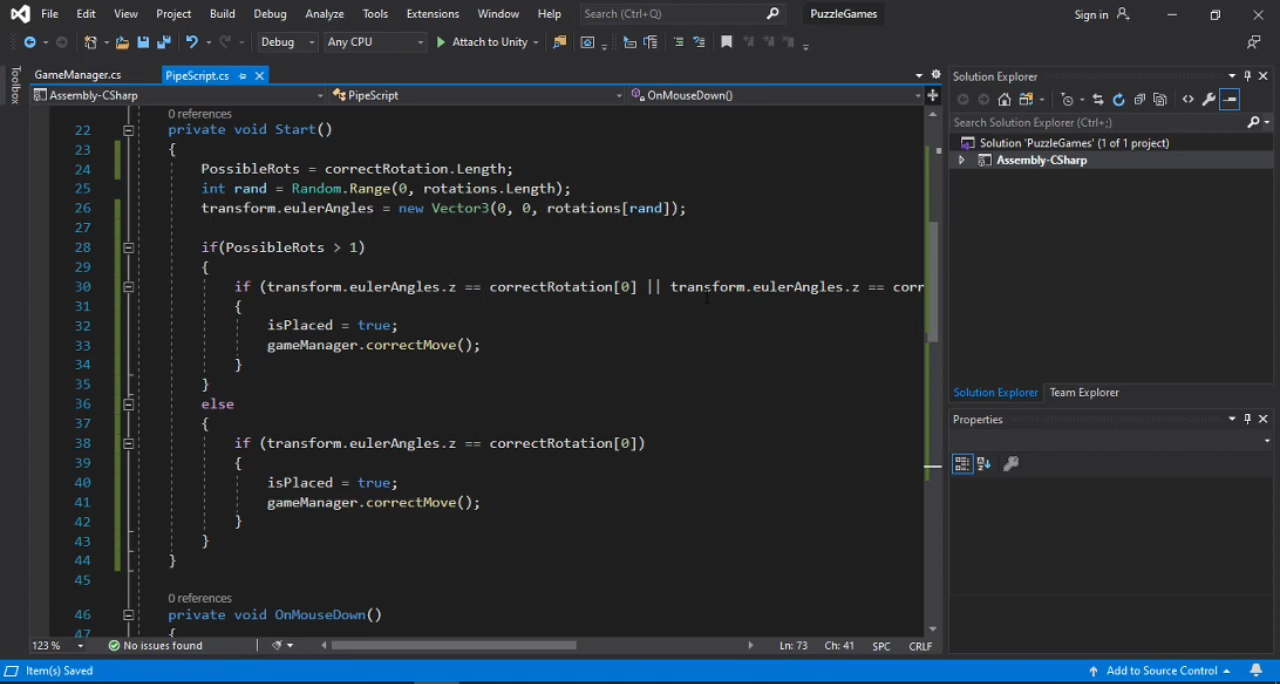 File Edit View Project Build Debug Analyze Tools Extensions Window Help Search (Ctrl+Q) PuzzleGames Sign in
Debug Any CPU Attach to Unity
Toolbox
GameManager.cs PipeScript.cs
Assembly-CSharp PipeScript OnMouseDown()
0 references
22 private void Start()
23 {
24 PossibleRots = correctRotation.Length;
25 int rand = Random.Range(0, rotations.Length);
26 transform.eulerAngles = new Vector3(0, 0, rotations[rand]);
27
28 if(PossibleRots > 1)
29 {
30 if (transform.eulerAngles.z == correctRotation[0] || transform.eulerAngles.z == corr
31 {
32 isPlaced = true;
33 gameManager.correctMove();
34 }
35 }
36 else
37 {
38 if (transform.eulerAngles.z == correctRotation[0])
39 {
40 isPlaced = true;
41 gameManager.correctMove();
42 }
43 }
44 }
45
0 references
46 private void OnMouseDown()
47 {
123 % No issues found Ln: 73 Ch: 41 SPC CRLF
Solution Explorer
Search Solution Explorer (Ctrl+;)
Solution 'PuzzleGames' (1 of 1 project)
Assembly-CSharp
Solution Explorer Team Explorer
Properties
Item(s) Saved Add to Source Control